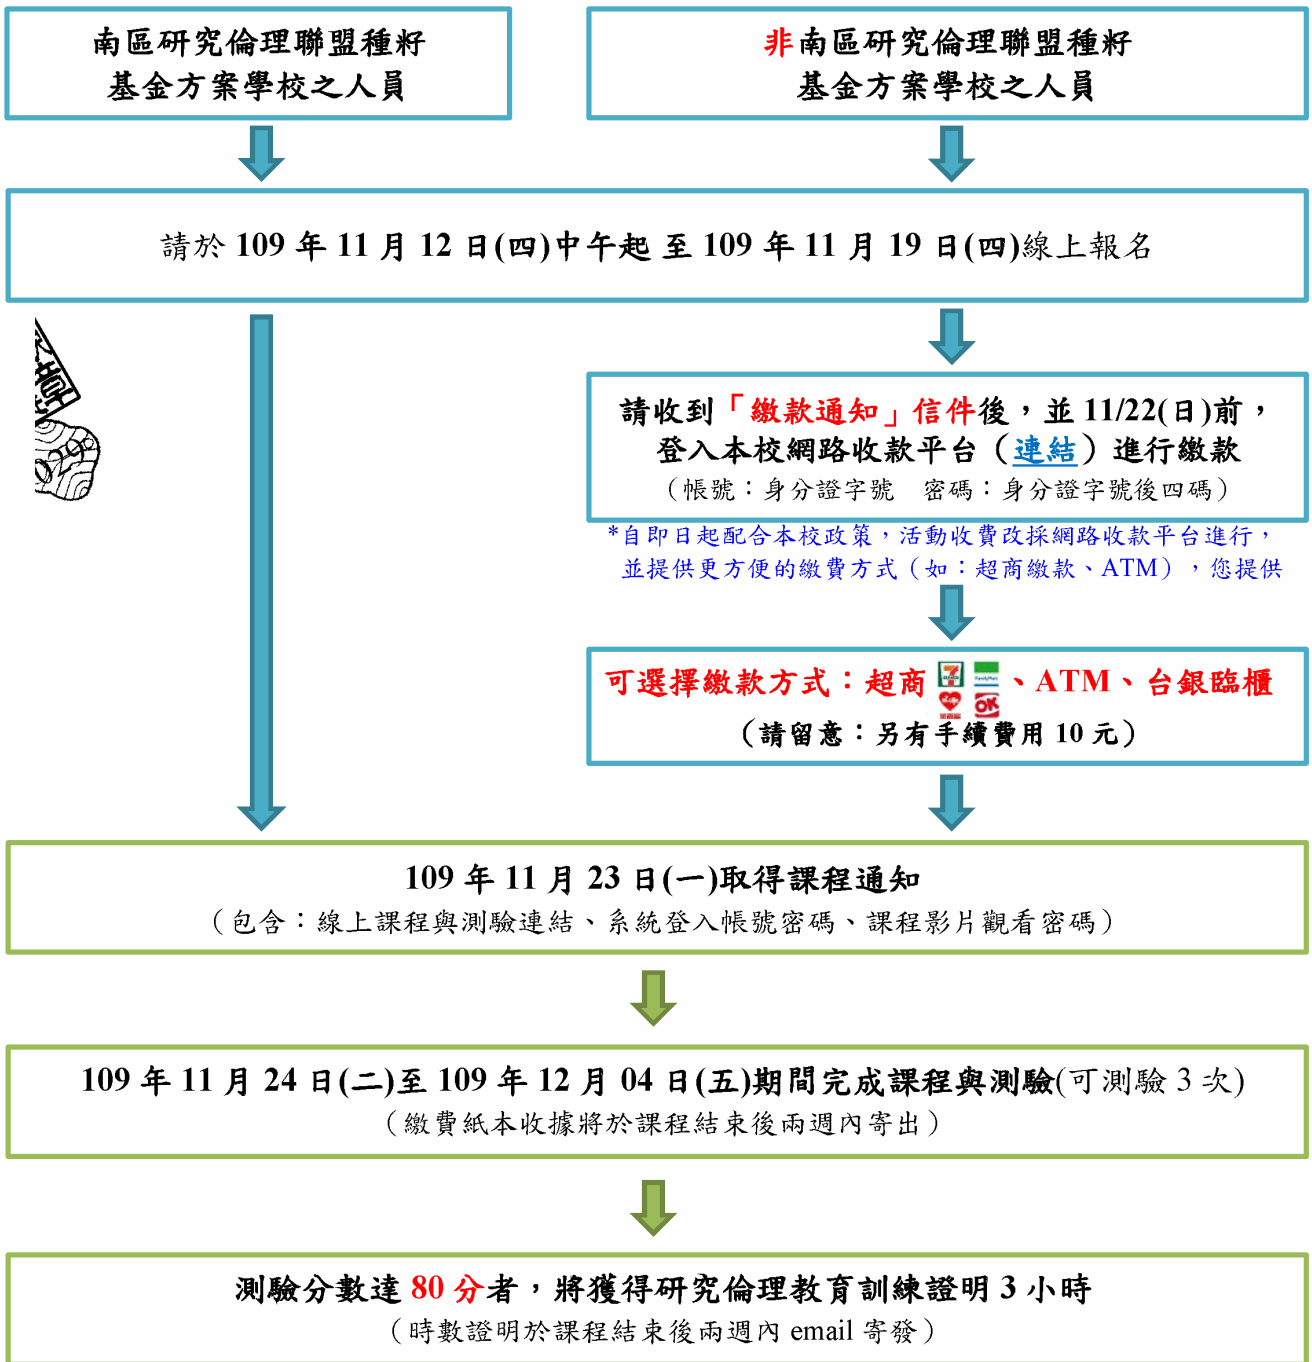 南區研究倫理聯盟種籽
基金方案學校之人員
非南區研究倫理聯盟種籽
基金方案學校之人員
請於 109 年 11 月 12 日(四)中午起 至 109 年 11 月 19 日(四)線上報名
請收到「繳款通知」信件後，並 11/22(日)前，
登入本校網路收款平台（連結）進行繳款
（帳號：身分證字號　密碼：身分證字號後四碼）
*自即日起配合本校政策，活動收費改採網路收款平台進行，
並提供更方便的繳費方式（如：超商繳款、ATM），您提供
可選擇繳款方式：超商 、ATM、台銀臨櫃
（請留意：另有手續費用 10 元）
109 年 11 月 23 日(一)取得課程通知
（包含：線上課程與測驗連結、系統登入帳號密碼、課程影片觀看密碼）
109 年 11 月 24 日(二)至 109 年 12 月 04 日(五)期間完成課程與測驗(可測驗 3 次)
（繳費紙本收據將於課程結束後兩週內寄出）
測驗分數達 80 分者，將獲得研究倫理教育訓練證明 3 小時
（時數證明於課程結束後兩週內 email 寄發）